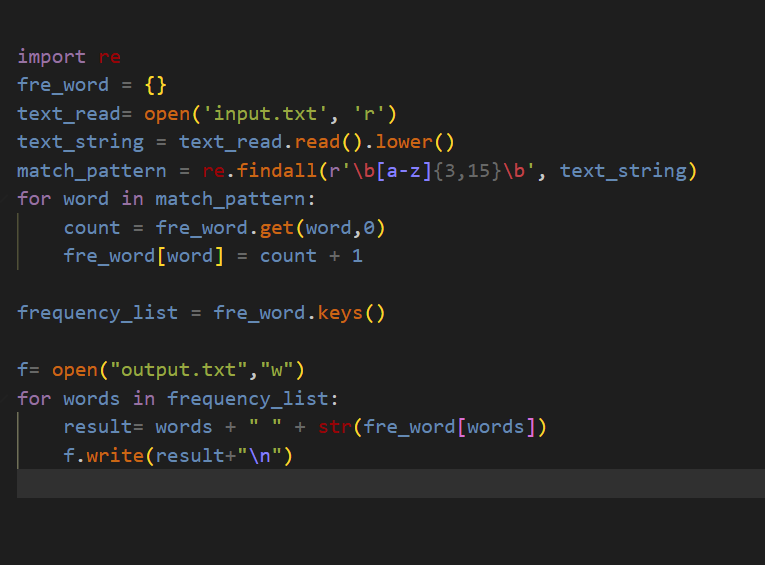 import re
fre_word = {}
text_read= open('input.txt', 'r')
text_string = text_read.read().lower()
match_pattern = re.findall(r'\b[a-z]{3,15}\b', text_string)
for word in match_pattern:
    count = fre_word.get(word,0)
    fre_word[word] = count + 1

frequency_list = fre_word.keys()

f= open("output.txt","w")
for words in frequency_list:
    result= words + " " + str(fre_word[words])
    f.write(result+"\n")